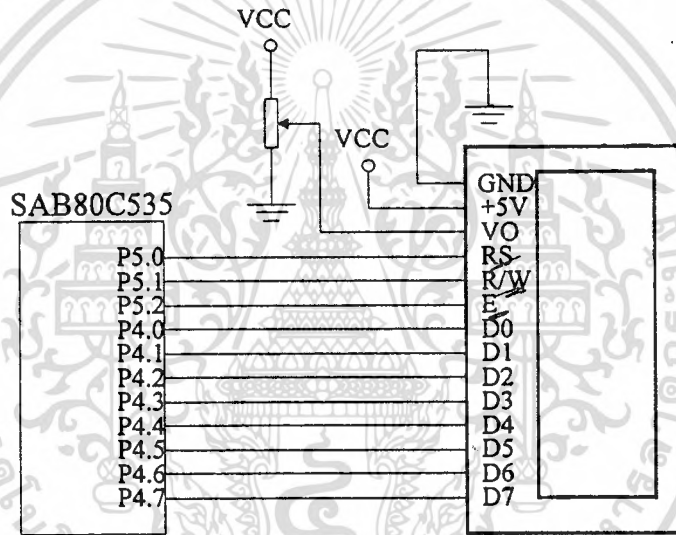 VCC
VCC
SAB80C535
GND
+5V
VO
P5.0 RS
P5.1 R/W
P5.2 E
P4.0 D0
P4.1 D1
P4.2 D2
P4.3 D3
P4.4 D4
P4.5 D5
P4.6 D6
P4.7 D7